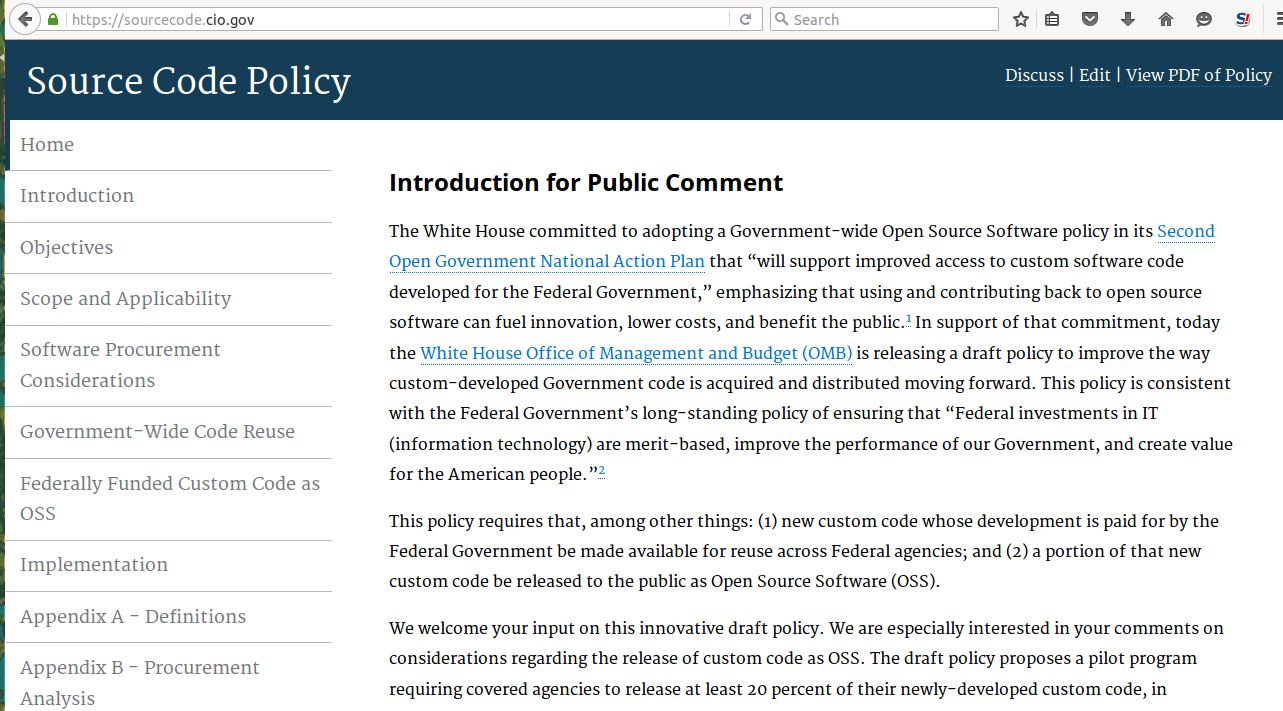 https://sourcecode.cio.gov
Search
Source Code Policy
Discuss | Edit | View PDF of Policy
Home
Introduction
Objectives
Scope and Applicability
Software Procurement
Considerations
Government-Wide Code Reuse
Federally Funded Custom Code as
OSS
Implementation
Appendix A - Definitions
Appendix B - Procurement
Analysis
Introduction for Public Comment
The White House committed to adopting a Government-wide Open Source Software policy in its Second
Open Government National Action Plan that “will support improved access to custom software code
developed for the Federal Government,” emphasizing that using and contributing back to open source
software can fuel innovation, lower costs, and benefit the public.1 In support of that commitment, today
the White House Office of Management and Budget (OMB) is releasing a draft policy to improve the way
custom-developed Government code is acquired and distributed moving forward. This policy is consistent
with the Federal Government’s long-standing policy of ensuring that “Federal investments in IT
(information technology) are merit-based, improve the performance of our Government, and create value
for the American people.”2
This policy requires that, among other things: (1) new custom code whose development is paid for by the
Federal Government be made available for reuse across Federal agencies; and (2) a portion of that new
custom code be released to the public as Open Source Software (OSS).
We welcome your input on this innovative draft policy. We are especially interested in your comments on
considerations regarding the release of custom code as OSS. The draft policy proposes a pilot program
requiring covered agencies to release at least 20 percent of their newly-developed custom code, in